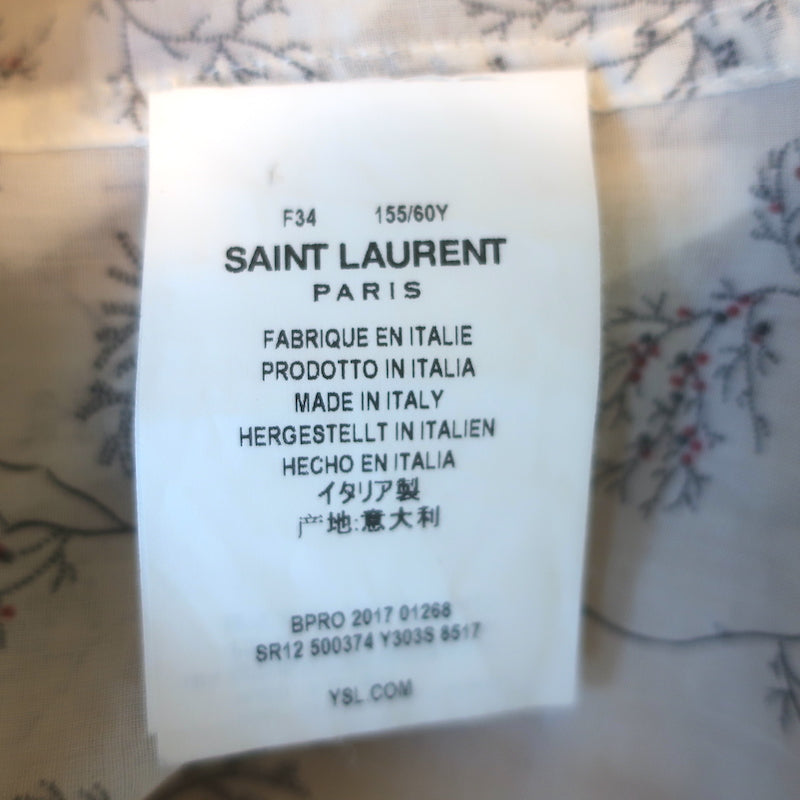 F34 155/60Y
SAINT LAURENT
PARIS
FABRIQUE EN ITALIE
PRODOTTO IN ITALIA
MADE IN ITALY
HERGESTELLT IN ITALIEN
HECHO EN ITALIA
イタリア製
产地:意大利
BPRO 2017 01268
SR12 500374 Y303S 8517
YSL.COM